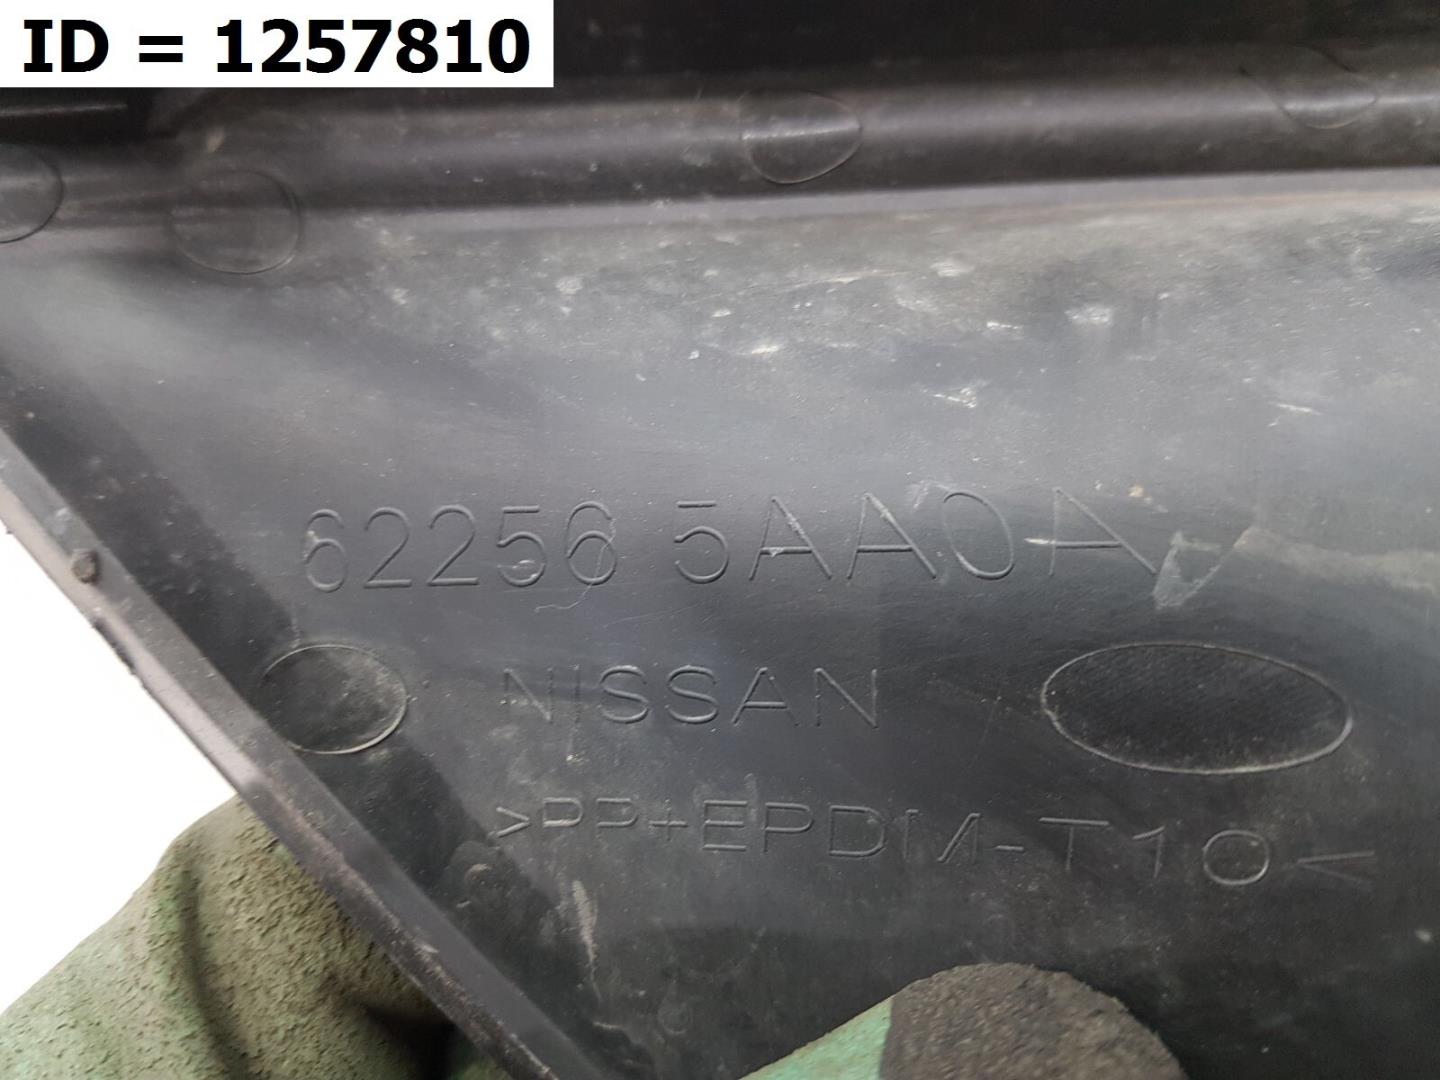 ID = 1257810
62256 5AA0A
NISSAN
>PP+EPDM-T10<